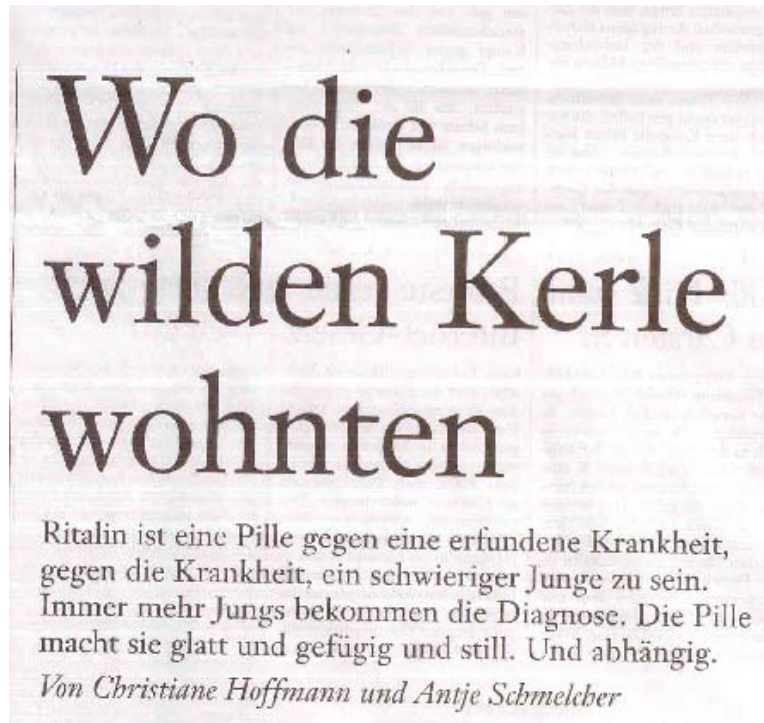 Wo die
wilden Kerle
wohnten
Ritalin ist eine Pille gegen eine erfundene Krankheit,
gegen die Krankheit, ein schwieriger Junge zu sein.
Immer mehr Jungs bekommen die Diagnose. Die Pille
macht sie glatt und gefügig und still. Und abhängig.
Von Christiane Hoffmann und Antje Schmelcher